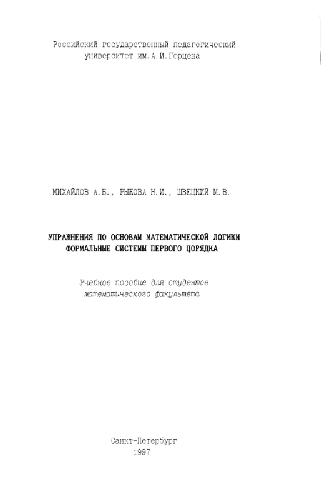 Российский государственный педагогический
университет им.А.И.Герцена
МИХАЙЛОВ А.Б., РЫКОВА Н.И., ШВЕЦКИЙ М.В.
УПРАЖНЕНИЯ ПО ОСНОВАМ МАТЕМАТИЧЕСКОЙ ЛОГИКИ
ФОРМАЛЬНЫЕ СИСТЕМЫ ПЕРВОГО ПОРЯДКА
Учебное пособие для студентов
математического факультета
Санкт-Петербург
1997